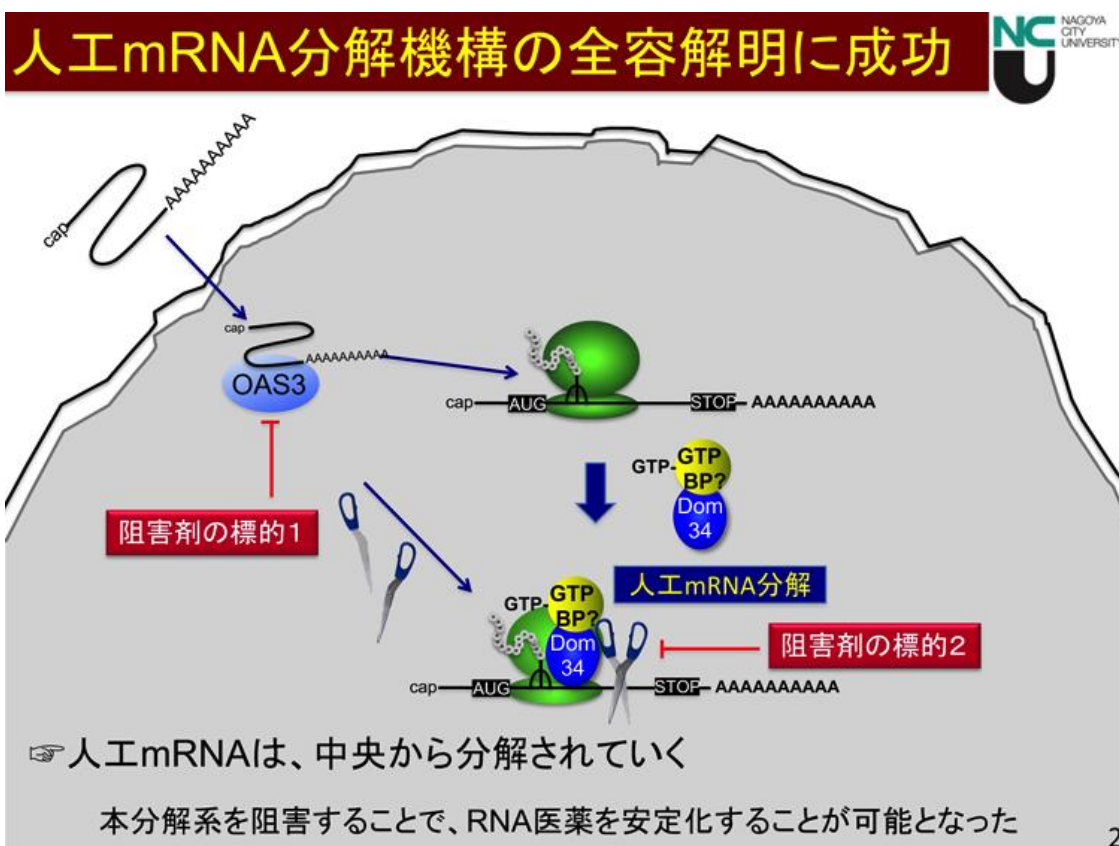 人工mRNA分解機構の全容解明に成功
NC
U
NAGOYA
CITY
UNIVERSITY
cap
AAAAAAAAAA
cap
AAAAAAAAAA
OAS3
cap
AUG
STOP
AAAAAAAAAA
GTP
GTP
BP?
Dom
34
阻害剤の標的1
人工mRNA分解
GTP
GTP
BP?
Dom
34
阻害剤の標的2
cap
AUG
STOP
AAAAAAAAAA
☞人工mRNAは、中央から分解されていく
本分解系を阻害することで、RNA医薬を安定化することが可能となった
2